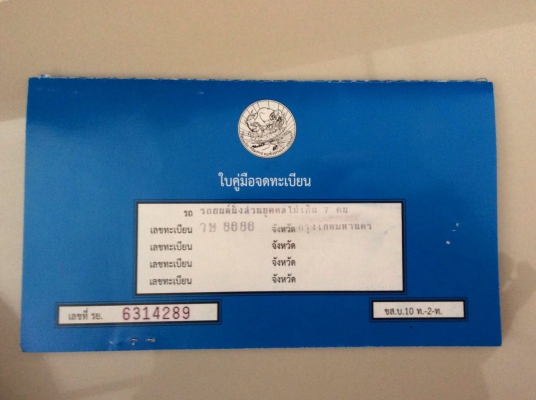 ใบคู่มือจดทะเบียน
รถ รถยนต์นั่งส่วนบุคคลไม่เกิน 7 คน
เลขทะเบียน วษ 6666 จังหวัด กรุงเทพมหานคร
เลขทะเบียน จังหวัด
เลขทะเบียน จังหวัด
เลขทะเบียน จังหวัด
เลขที่ รย. 6314289
ขส.บ.10 ท.-2-ท.